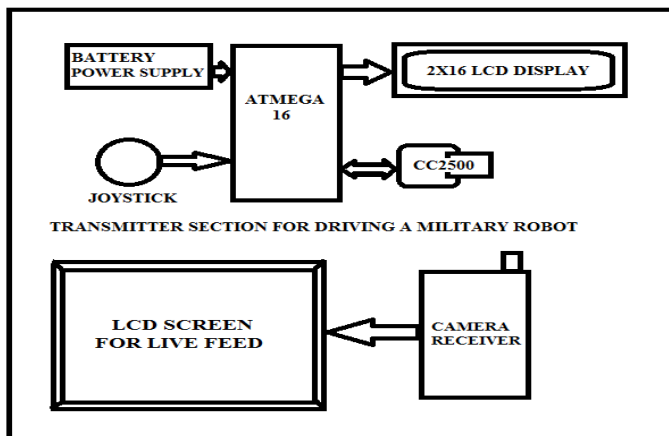 BATTERY
POWER SUPPLY
ATMEGA
16
2X16 LCD DISPLAY
JOYSTICK
CC2500
TRANSMITTER SECTION FOR DRIVING A MILITARY ROBOT
LCD SCREEN
FOR LIVE FEED
CAMERA
RECEIVER